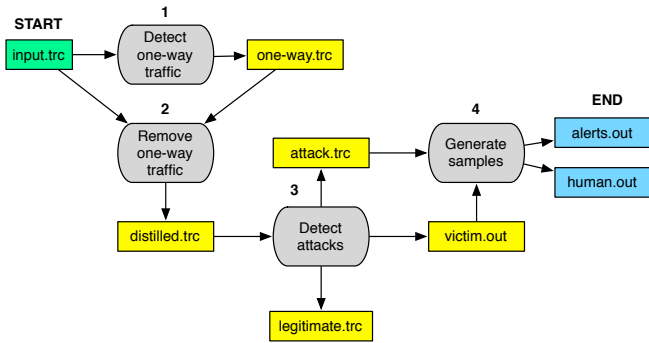 START
1
input.trc
Detect
one-way
traffic
one-way.trc
2
Remove
one-way
traffic
distilled.trc
3
Detect
attacks
attack.trc
legitimate.trc
victim.out
4
Generate
samples
END
alerts.out
human.out